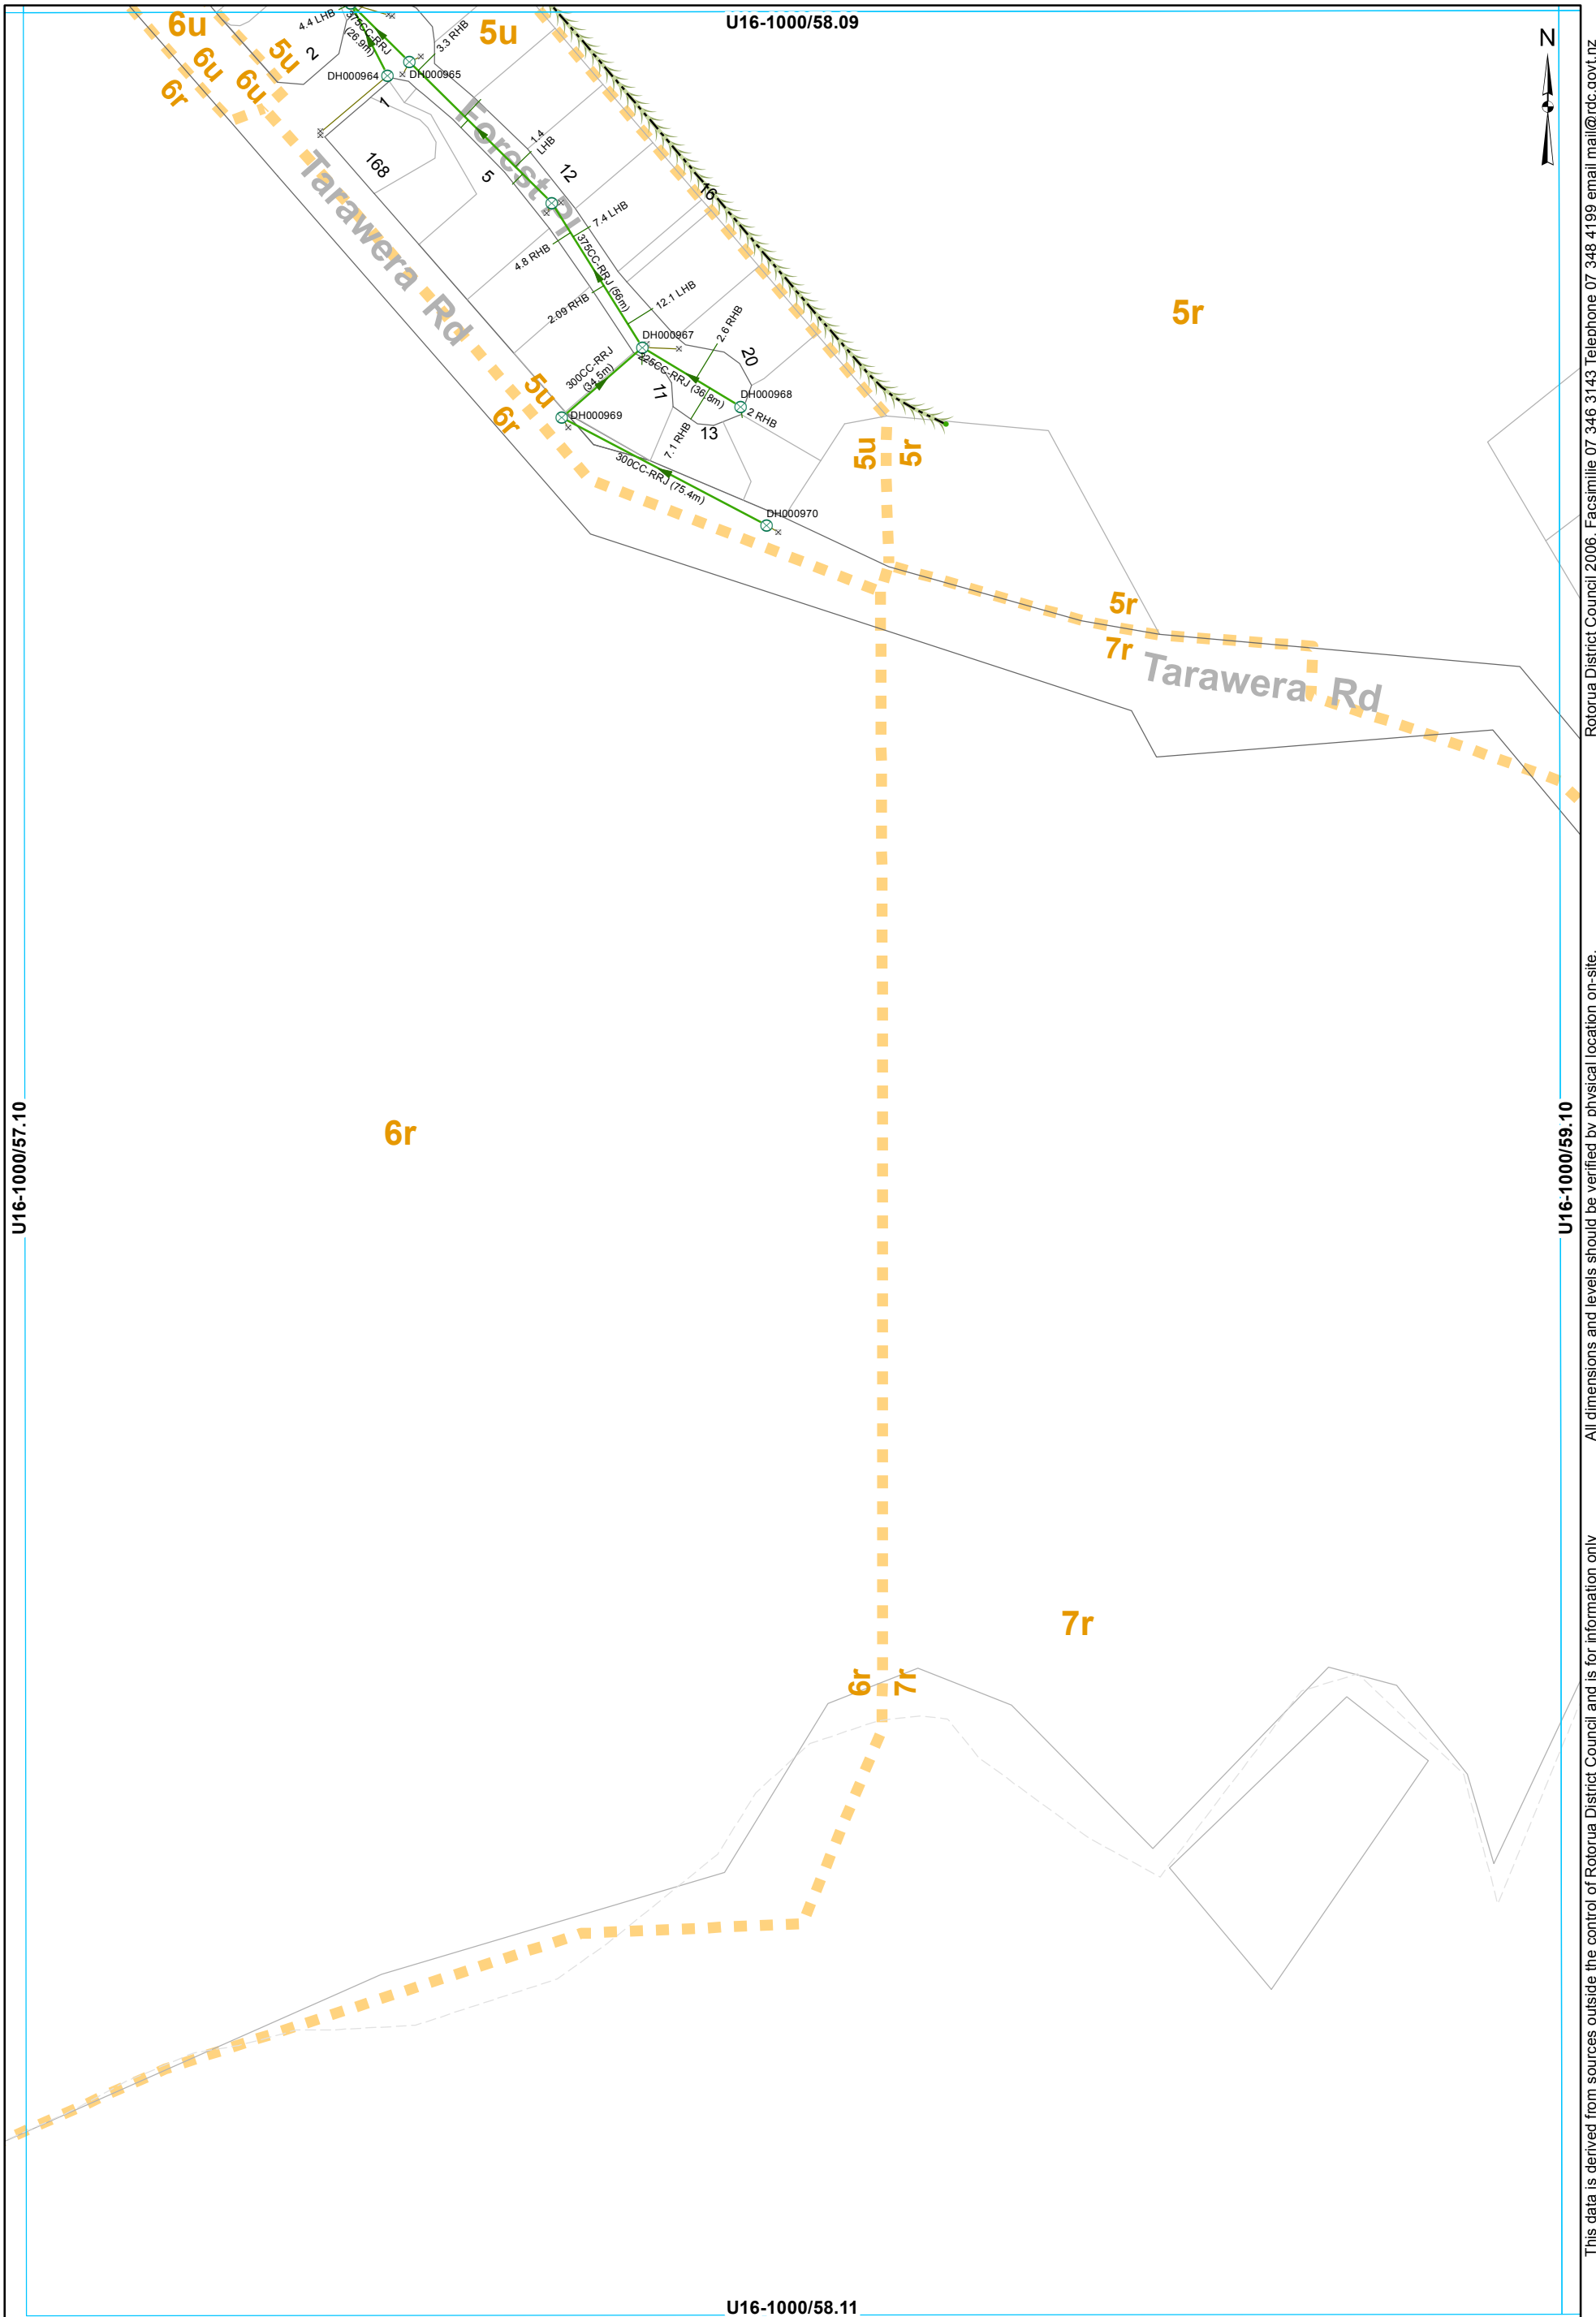 U16-1000/58.09
N
6u
5u
5u
6u
6u
6r
2
4.4 LHB
375CC-RRJ
(26.9m)
3.3 RHB
DH000964
DH000965
1
168
Forest Pl
Tarawera Rd
1.4
LHB
5
12
16
7.4 LHB
4.8 RHB
375CC-RRJ (56m)
2.09 RHB
12.1 LHB
5r
DH000967
2.6 RHB
20
300CC-RRJ
(34.5m)
225CC-RRJ (36.8m)
11
DH000968
5u
6r
DH000969
2 RHB
13
7.1 RHB
5u
5r
300CC-RRJ (75.4m)
DH000970
5r
7r
Tarawera Rd
U16-1000/57.10
6r
U16-1000/59.10
7r
6r
7r
U16-1000/58.11
Rotorua District Council 2006. Facsimilie 07 346 3143 Telephone 07 348 4199 email mail@rdc.govt.nz
All dimensions and levels should be verified by physical location on-site.
This data is derived from sources outside the control of Rotorua District Council and is for information only